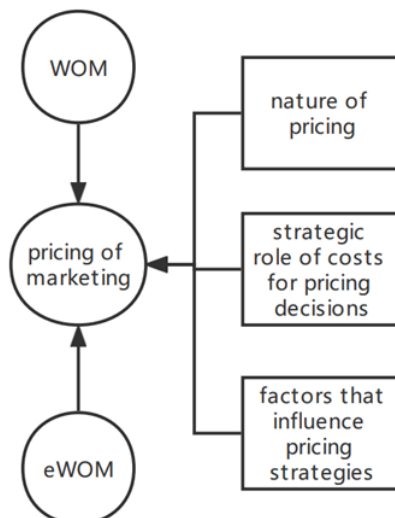 WOM
nature of
pricing
pricing of
marketing
strategic
role of costs
for pricing
decisions
factors that
influence
pricing
strategies
eWOM